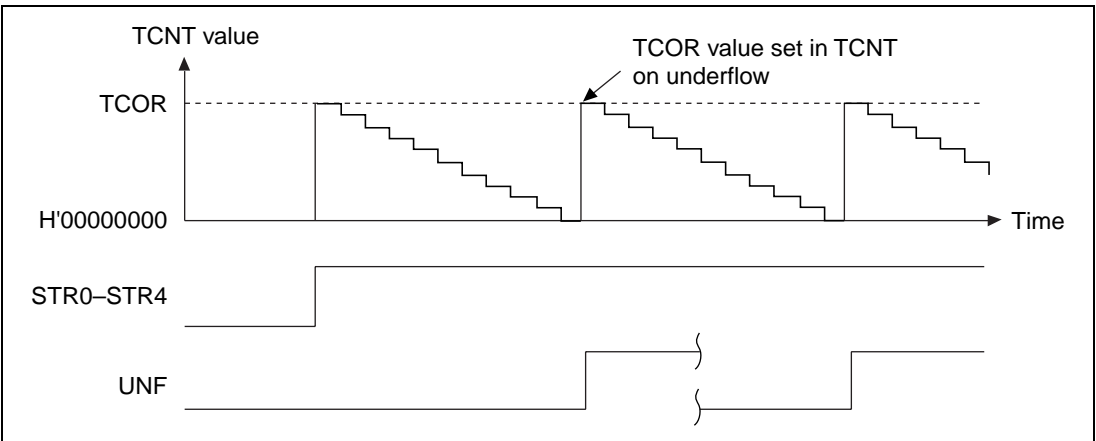 TCNT value
TCOR value set in TCNT
on underflow
TCOR
H'00000000
Time
STR0–STR4
UNF